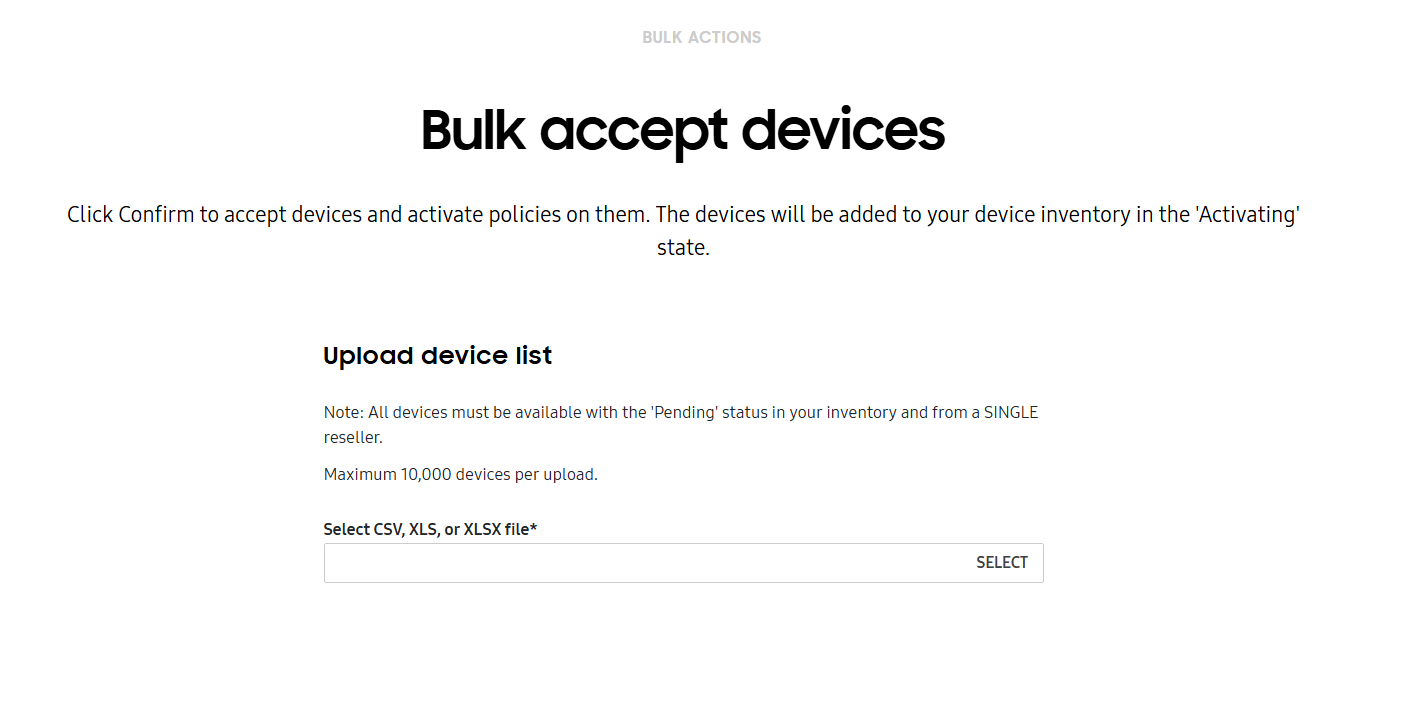 BULK ACTIONS
Bulk accept devices
Click Confirm to accept devices and activate policies on them. The devices will be added to your device inventory in the 'Activating'
state.
Upload device list
Note: All devices must be available with the 'Pending' status in your inventory and from a SINGLE
reseller.
Maximum 10,000 devices per upload.
Select CSV, XLS, or XLSX file*
SELECT